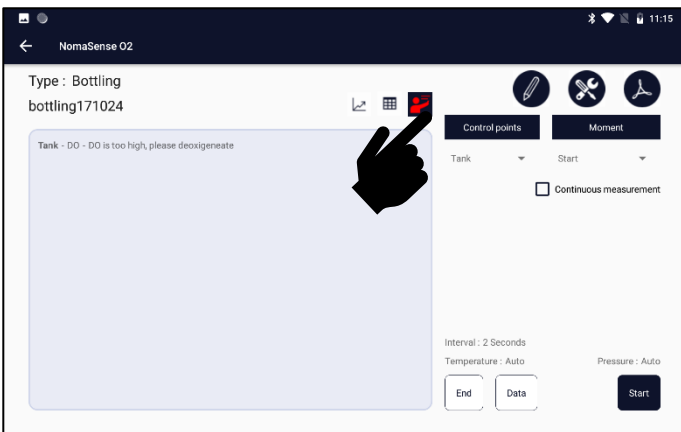 11:15
NomaSense O2
Type : Bottling
bottling171024
Control points
Moment
Tank - DO - DO is too high, please deoxigeneate
Tank
Start
Continuous measurement
Interval : 2 Seconds
Temperature : Auto
Pressure : Auto
End
Data
Start